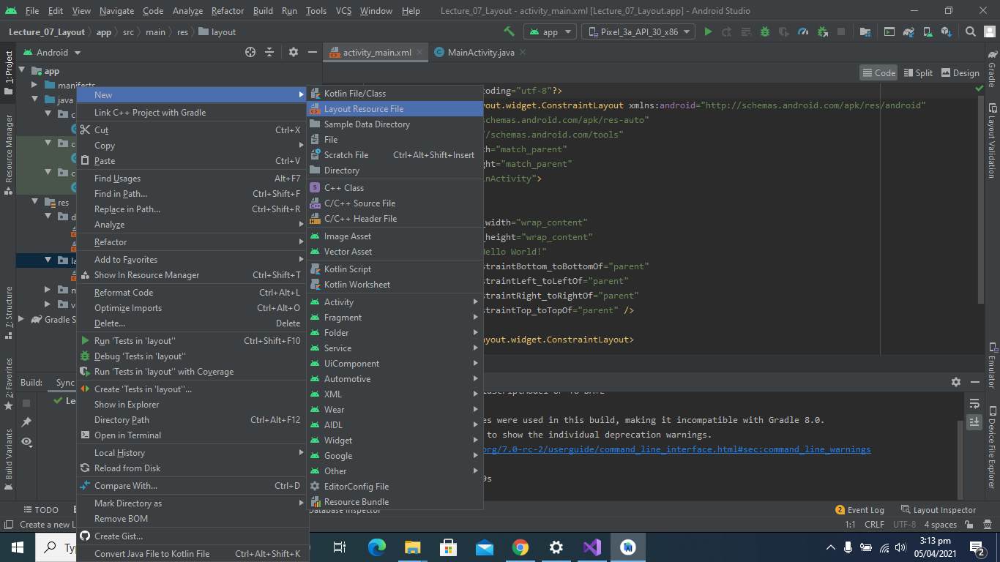 File Edit View Navigate Code Analyze Refactor Build Run Tools VCS Window Help Lecture_07_Layout - activity_main.xml [Lecture_07_Layout.app] - Android Studio
Lecture_07_Layout app src main res layout app Pixel_3a_API_30_x86
Android activity_main.xml MainActivity.java
Code Split Design
1: Project
Resource Manager
7: Structure
2: Favorites
Build Variants
app
manifests
java
c
c
c
res
d
la
m
v
Gradle S
New
Link C++ Project with Gradle
Cut Ctrl+X
Copy
Paste Ctrl+V
Find Usages Alt+F7
Find in Path... Ctrl+Shift+F
Replace in Path... Ctrl+Shift+R
Analyze
Refactor
Add to Favorites
Show In Resource Manager Ctrl+Shift+T
Reformat Code Ctrl+Alt+L
Optimize Imports Ctrl+Alt+O
Delete... Delete
Run 'Tests in 'layout'' Ctrl+Shift+F10
Debug 'Tests in 'layout''
Run 'Tests in 'layout'' with Coverage
Create 'Tests in 'layout''...
Show in Explorer
Directory Path Ctrl+Alt+F12
Open in Terminal
Local History
Reload from Disk
Compare With... Ctrl+D
Mark Directory as
Remove BOM
Create Gist...
Convert Java File to Kotlin File Ctrl+Alt+Shift+K
Kotlin File/Class
Layout Resource File
Sample Data Directory
File
Scratch File Ctrl+Alt+Shift+Insert
Directory
C++ Class
C/C++ Source File
C/C++ Header File
Image Asset
Vector Asset
Kotlin Script
Kotlin Worksheet
Activity
Fragment
Folder
Service
UiComponent
Automotive
XML
Wear
AIDL
Widget
Google
Other
EditorConfig File
Resource Bundle
coding="utf-8"?>
yout.widget.ConstraintLayout xmlns:android="http://schemas.android.com/apk/res/android"
schemas.android.com/apk/res-auto"
/schemas.android.com/tools"
th="match_parent"
ght="match_parent"
inActivity">
_width="wrap_content"
_height="wrap_content"
Hello World!"
straintBottom_toBottomOf="parent"
straintLeft_toLeftOf="parent"
straintRight_toRightOf="parent"
straintTop_toTopOf="parent" />
yout.widget.ConstraintLayout>
Gradle
Layout Validation
Emulator
Device File Explorer
Build: Sync
Le
es were used in this build, making it incompatible with Gradle 8.0.
to show the individual deprecation warnings.
org/7.0-rc-2/userguide/command_line_interface.html#sec:command_line_warnings
9s
TODO Database Inspector 2 Event Log Layout Inspector
Create a new L 1:1 CRLF UTF-8 4 spaces
Ty 3:13 pm
05/04/2021 2